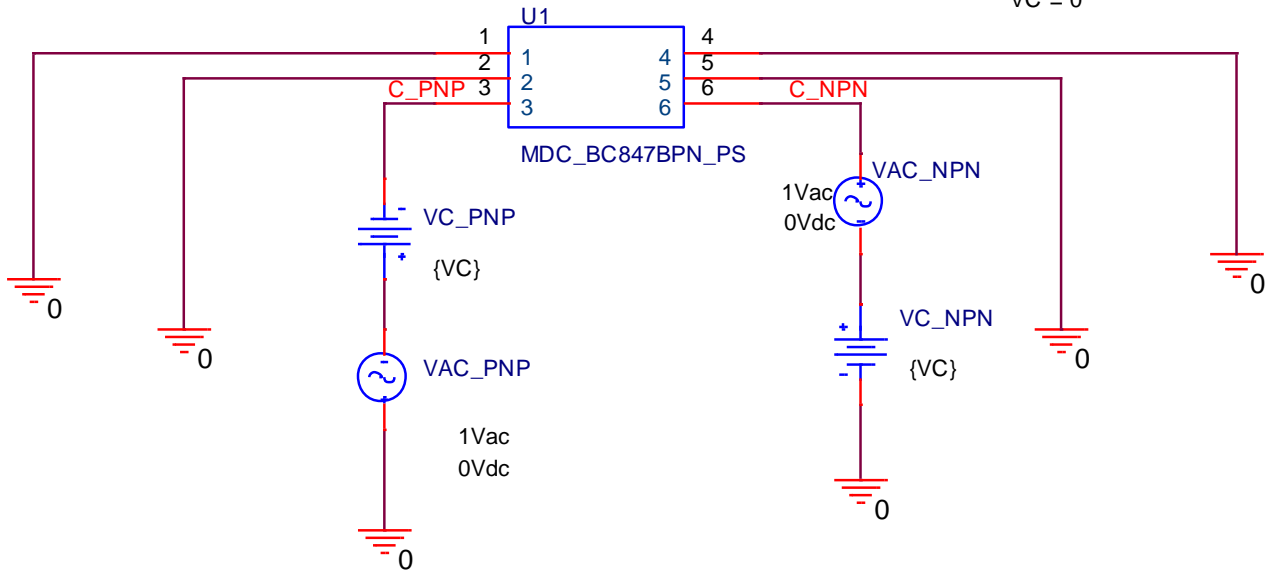 VC = 0
U1
1
4
1
4
2
5
2
5
C_PNP
3
6
C_NPN
3
6
MDC_BC847BPN_PS
VAC_NPN
1Vac
0Vdc
VC_PNP
{VC}
0
0
0
0
VC_NPN
{VC}
VAC_PNP
1Vac
0Vdc
0
0